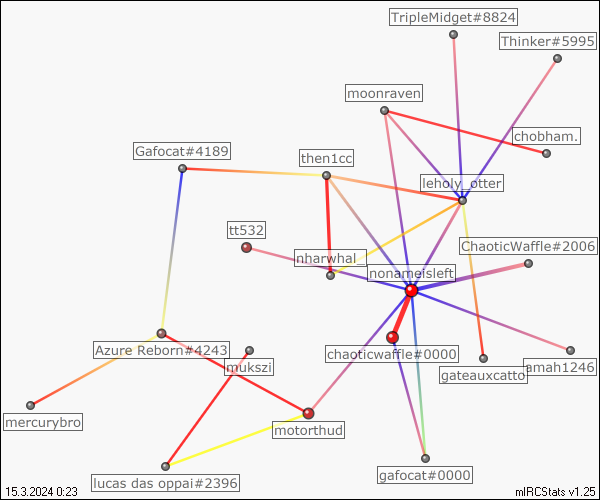 TripleMidget#8824
Thinker#5995
moonraven
chobham.
Gafocat#4189
then1cc
leholy_otter
tt532
ChaoticWaffle#2006
nharwhal_
nonameisleft
Azure Reborn#4243
chaoticwaffle#0000
mukszi
amah1246
gateauxcatto
mercurybro
motorthud
gafocat#0000
lucas das oppai#2396
15.3.2024 0:23
mIRCStats v1.25